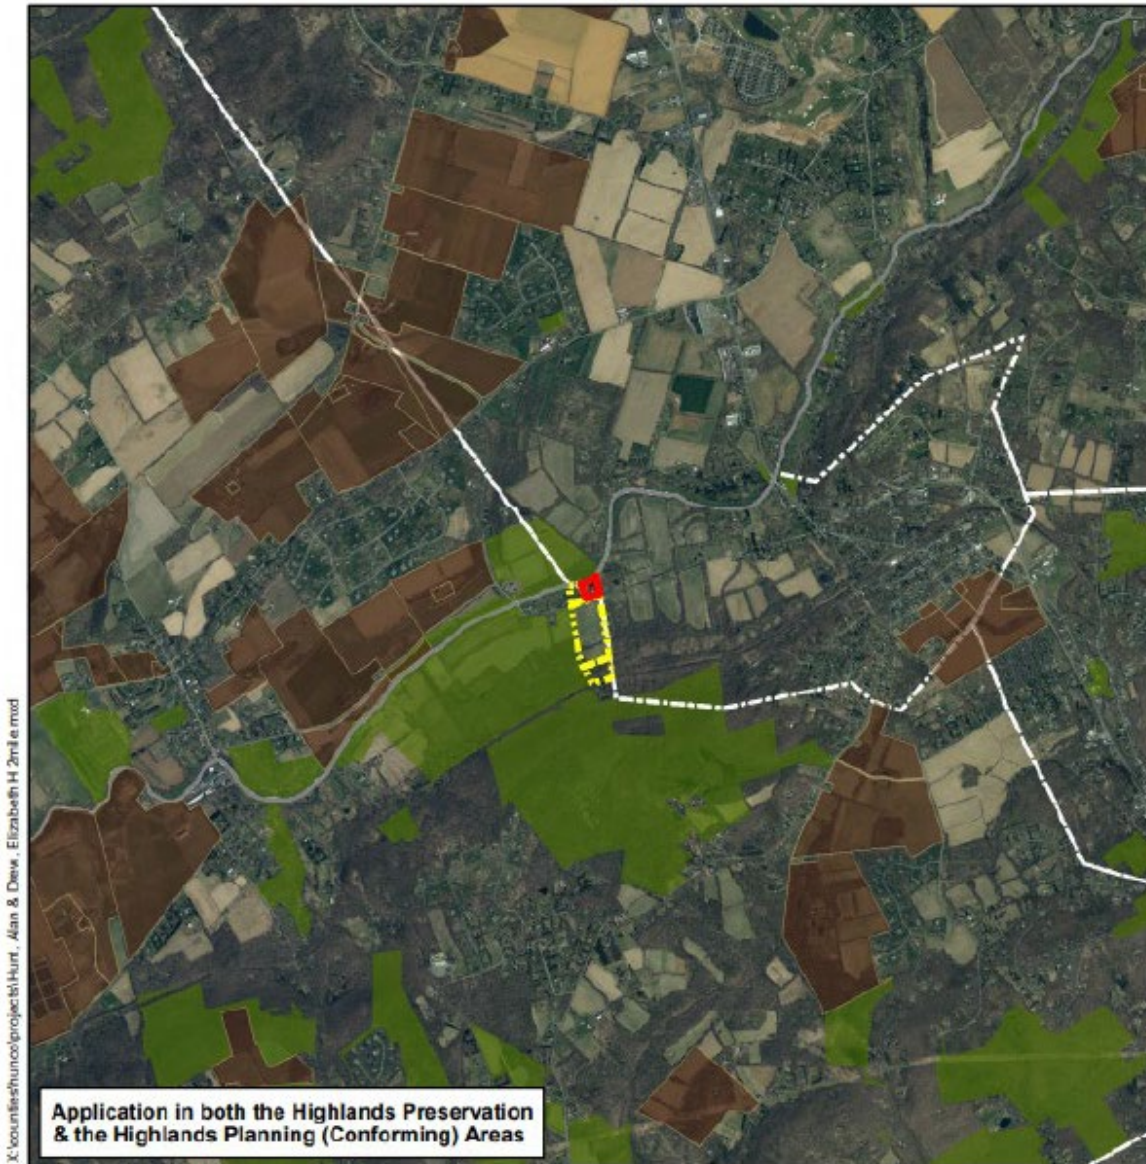 X:\counties\hunco\projects\Hunt, Alan & Dew, Elizabeth H 2mile.mxd
Application in both the Highlands Preservation
& the Highlands Planning (Conforming) Areas